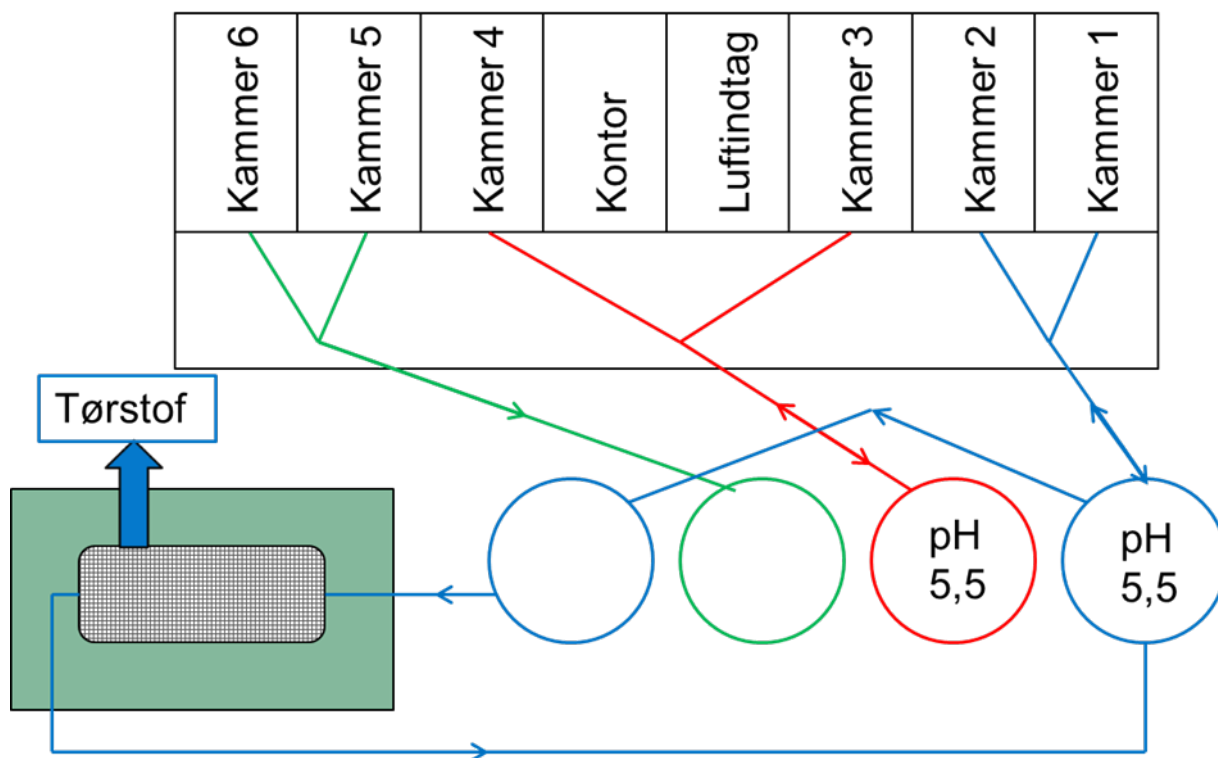 Kammer 6
Kammer 5
Kammer 4
Kontor
Luftindtag
Kammer 3
Kammer 2
Kammer 1
Tørstof
pH
5,5
pH
5,5